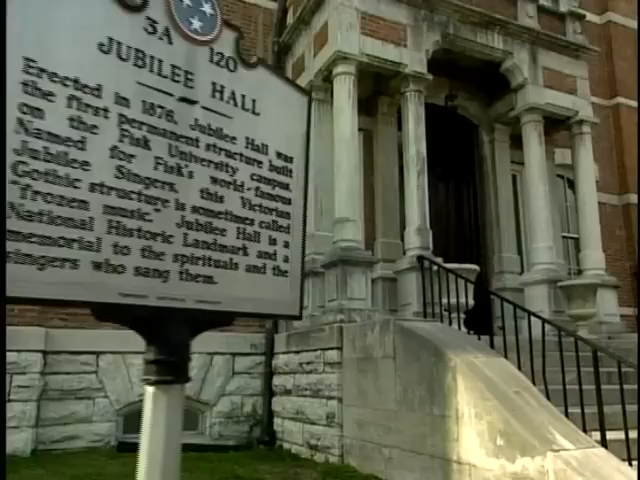 3A 120
JUBILEE HALL
Erected in 1876, Jubilee Hall was
the first permanent structure built
on the Fisk University campus.
Named for Fisk's world-famous
Jubilee Singers, this Victorian
Gothic structure is sometimes called
"frozen music." Jubilee Hall is a
National Historic Landmark and a
memorial to the spirituals and the
singers who sang them.